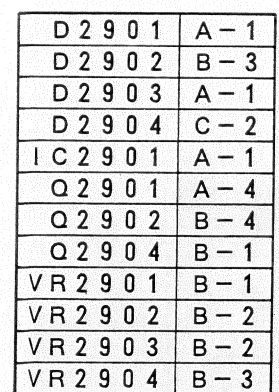 D2901 A-1
D2902 B-3
D2903 A-1
D2904 C-2
IC2901 A-1
Q2901 A-4
Q2902 B-4
Q2904 B-1
VR2901 B-1
VR2902 B-2
VR2903 B-2
VR2904 B-3